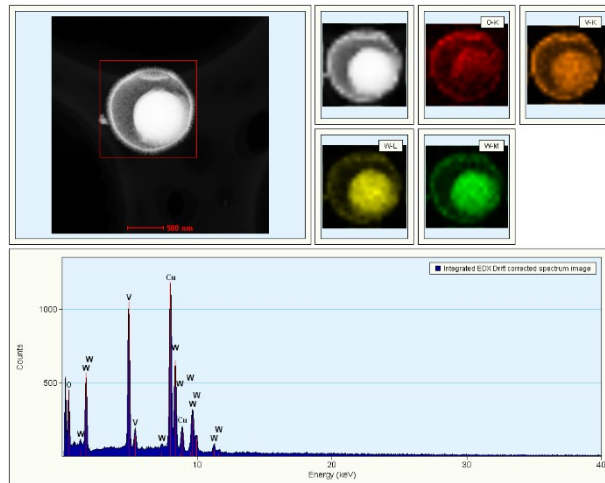 O-K
V-K
500 nm
W-L
W-M
Integrated EDX Drift corrected spectrum image
Counts
1000
500
O
W
W
W
V
V
W
Cu
W
W
Cu
W
W
W
W
W
10
20
30
40
Energy (keV)